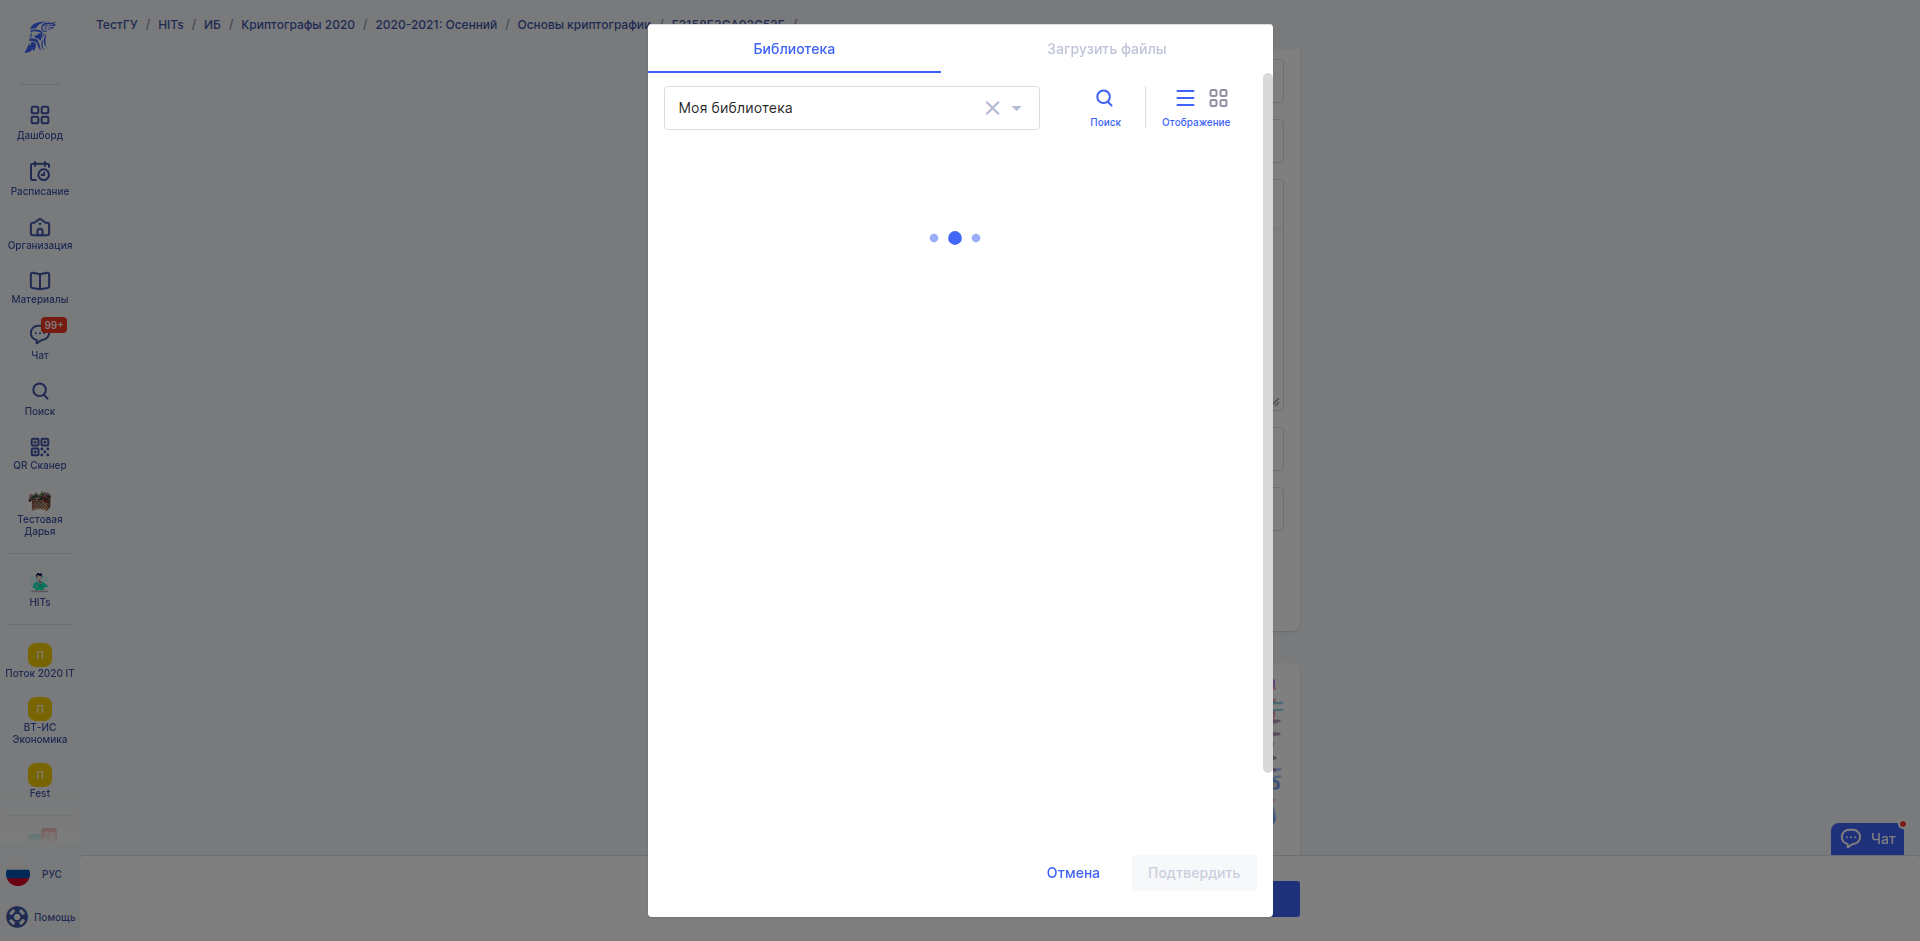 ТестГУ / HITs / ИБ / Криптографы 2020 / 2020-2021: Осенний / Основы криптографии /
Библиотека
Загрузить файлы
Моя библиотека
Поиск
Отображение
Дашборд
Расписание
Организация
Материалы
99+
Чат
Поиск
QR Сканер
Тестовая
Дарья
HITs
П
Поток 2020 IT
П
ВТ-ИС
Экономика
П
Fest
РУС
Помощь
Отмена
Подтвердить
Чат